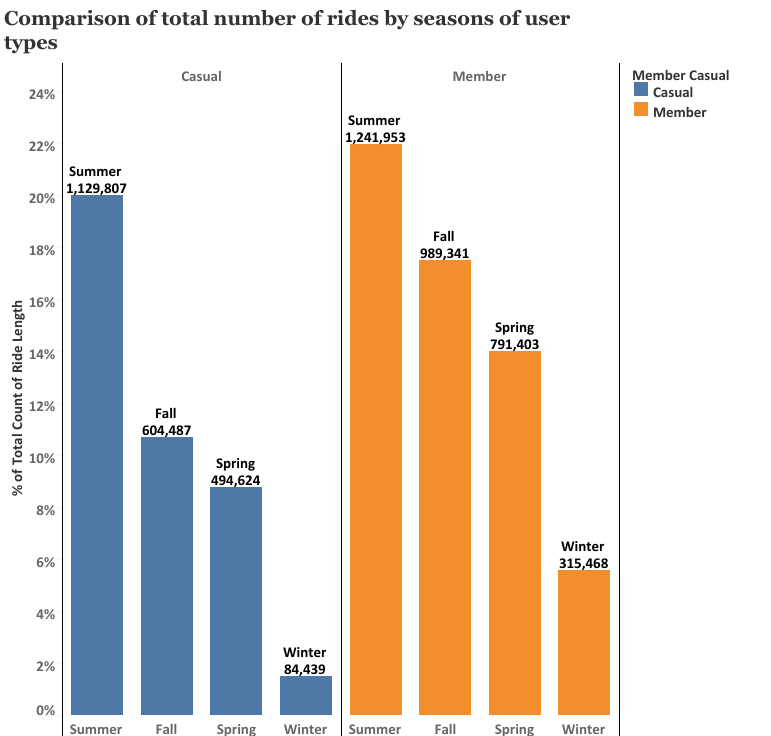 Comparison of total number of rides by seasons of user
types
Casual
Member
Member Casual
Casual
Member
% of Total Count of Ride Length
24%
22%
20%
18%
16%
14%
12%
10%
8%
6%
4%
2%
0%
Summer
1,129,807
Fall
604,487
Spring
494,624
Winter
84,439
Summer
1,241,953
Fall
989,341
Spring
791,403
Winter
315,468
Summer
Fall
Spring
Winter
Summer
Fall
Spring
Winter